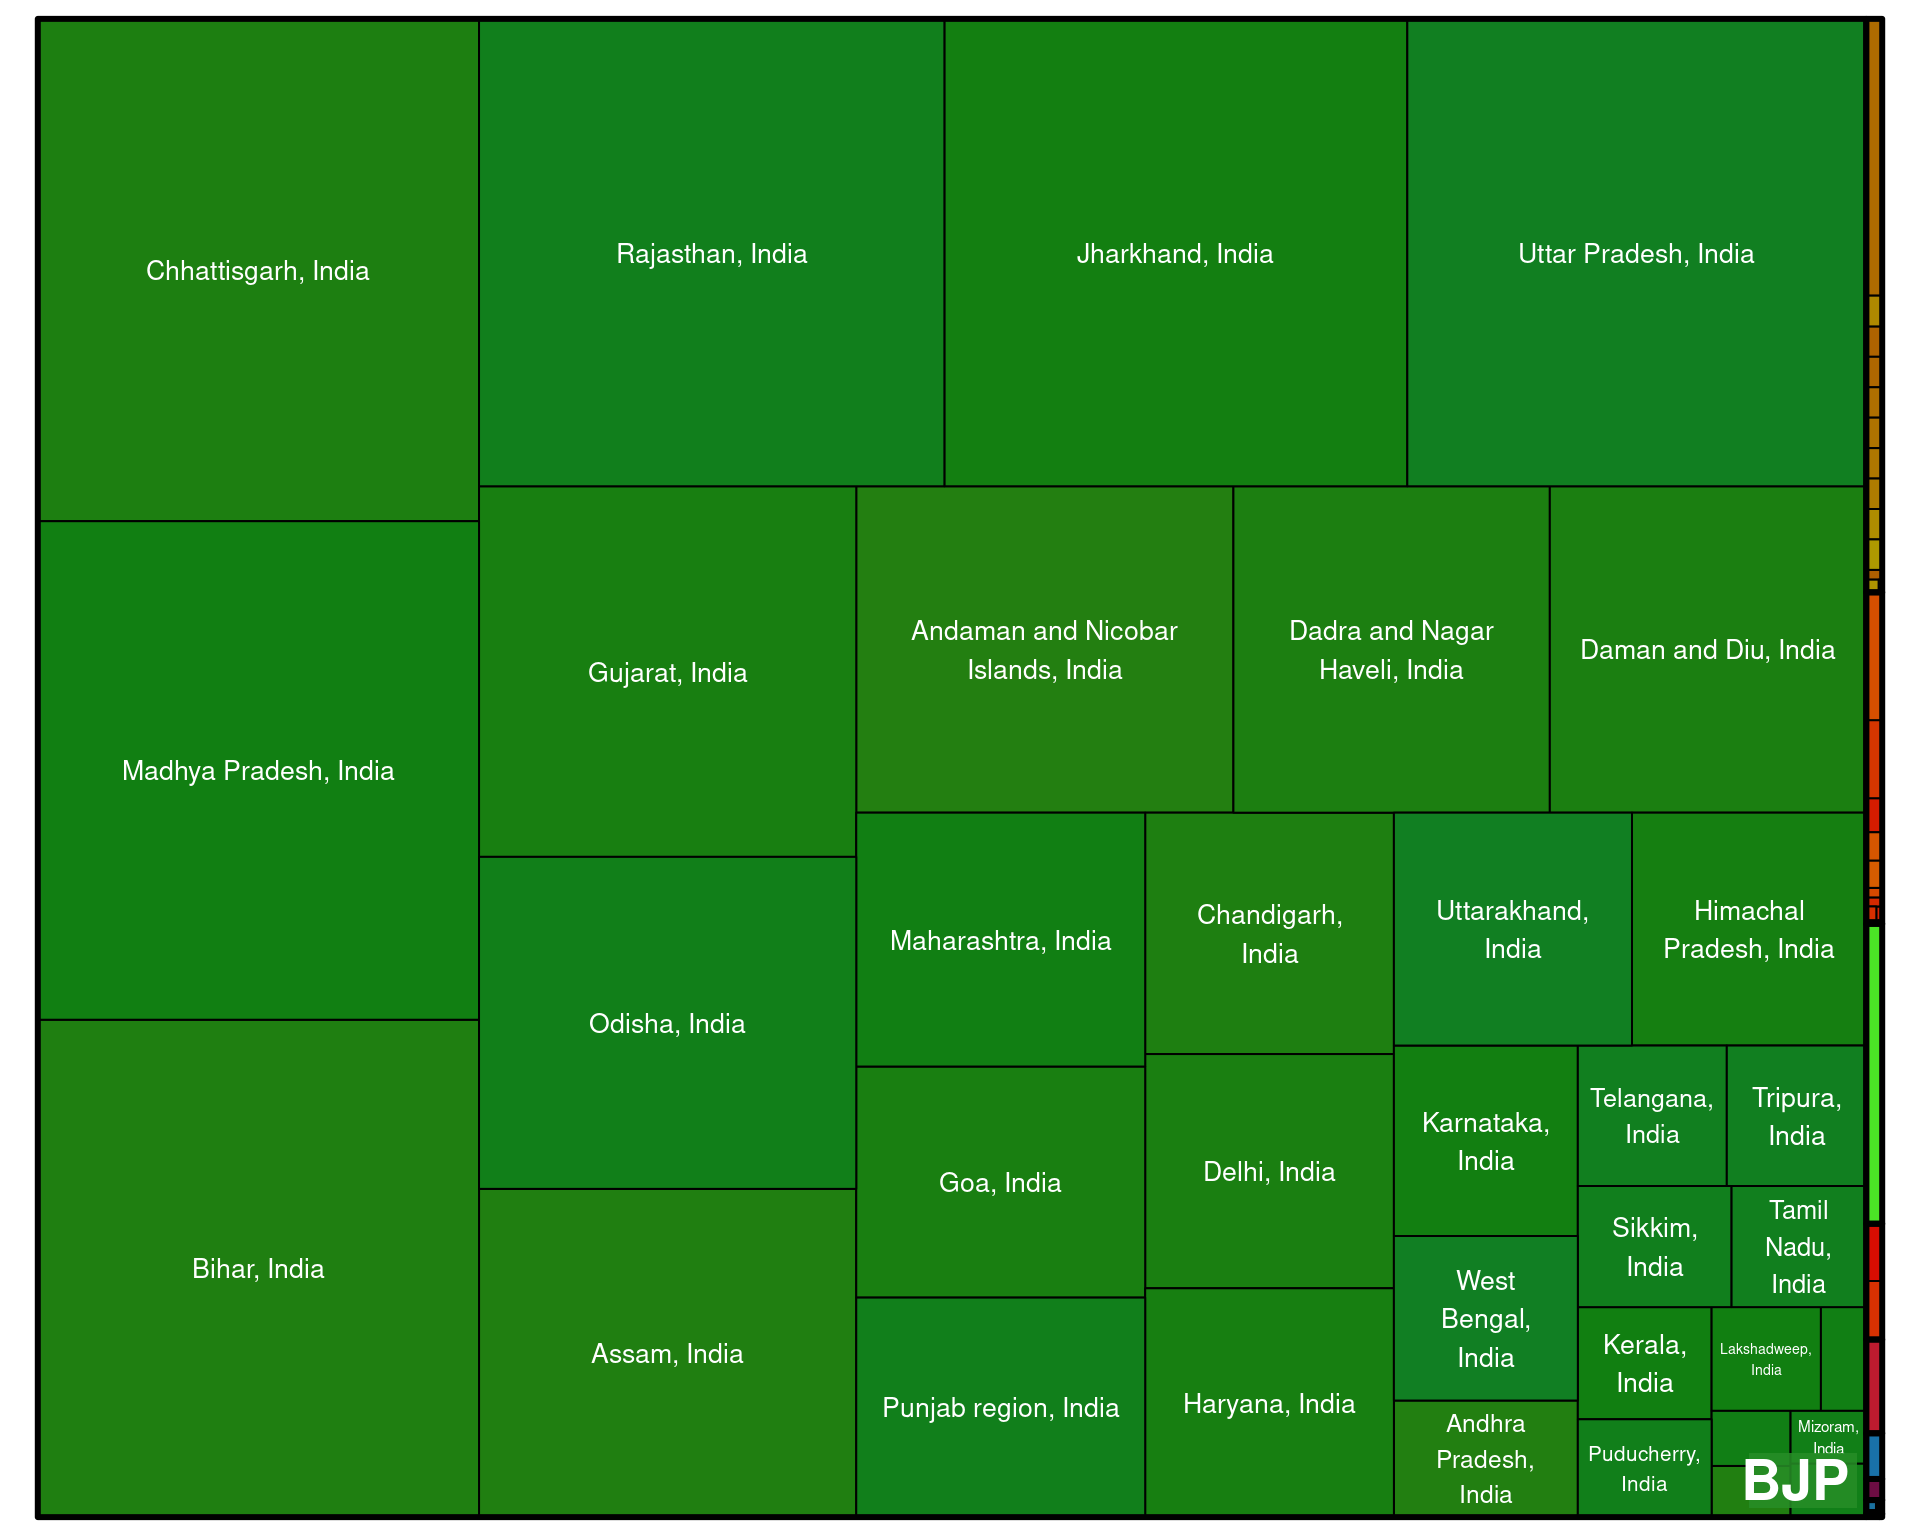 Chhattisgarh, India
Rajasthan, India
Jharkhand, India
Uttar Pradesh, India
Madhya Pradesh, India
Gujarat, India
Andaman and Nicobar
Islands, India
Dadra and Nagar
Haveli, India
Daman and Diu, India
Odisha, India
Maharashtra, India
Chandigarh,
India
Uttarakhand,
India
Himachal
Pradesh, India
Bihar, India
Assam, India
Goa, India
Delhi, India
Karnataka,
India
Telangana,
India
Tripura,
India
Sikkim,
India
Tamil
Nadu,
India
Punjab region, India
Haryana, India
West
Bengal,
India
Kerala,
India
Lakshadweep,
India
Andhra
Pradesh,
India
Puducherry,
India
Mizoram,
India
BJP